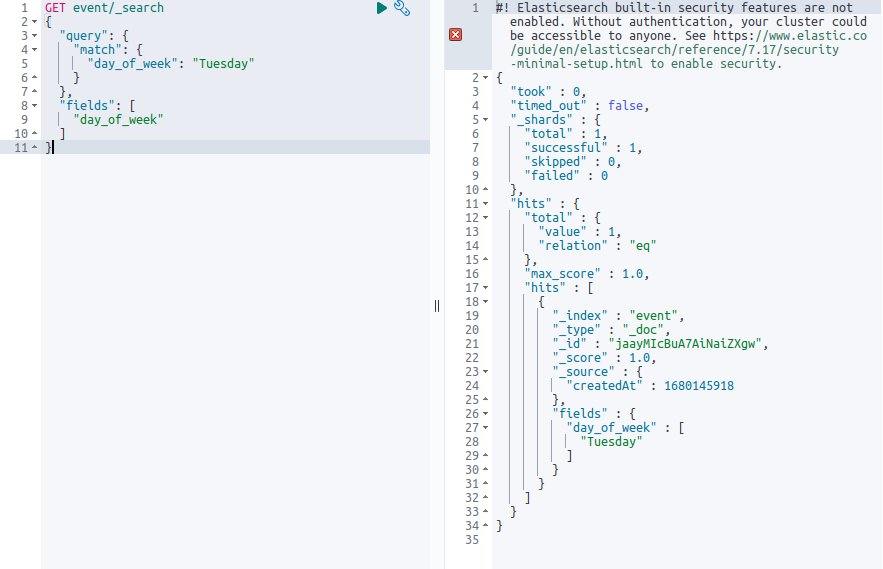 1 GET event/_search
2 {
3 "query": {
4 "match": {
5 "day_of_week": "Tuesday"
6 }
7 },
8 "fields": [
9 "day_of_week"
10 ]
11 }
1 #! Elasticsearch built-in security features are not
enabled. Without authentication, your cluster could
be accessible to anyone. See https://www.elastic.co
/guide/en/elasticsearch/reference/7.17/security
-minimal-setup.html to enable security.
2 {
3 "took" : 0,
4 "timed_out" : false,
5 "_shards" : {
6 "total" : 1,
7 "successful" : 1,
8 "skipped" : 0,
9 "failed" : 0
10 },
11 "hits" : {
12 "total" : {
13 "value" : 1,
14 "relation" : "eq"
15 },
16 "max_score" : 1.0,
17 "hits" : [
18 {
19 "_index" : "event",
20 "_type" : "_doc",
21 "_id" : "jaayMIcBuA7AiNaiZXgw",
22 "_score" : 1.0,
23 "_source" : {
24 "createdAt" : 1680145918
25 },
26 "fields" : {
27 "day_of_week" : [
28 "Tuesday"
29 ]
30 }
31 }
32 ]
33 }
34 }
35